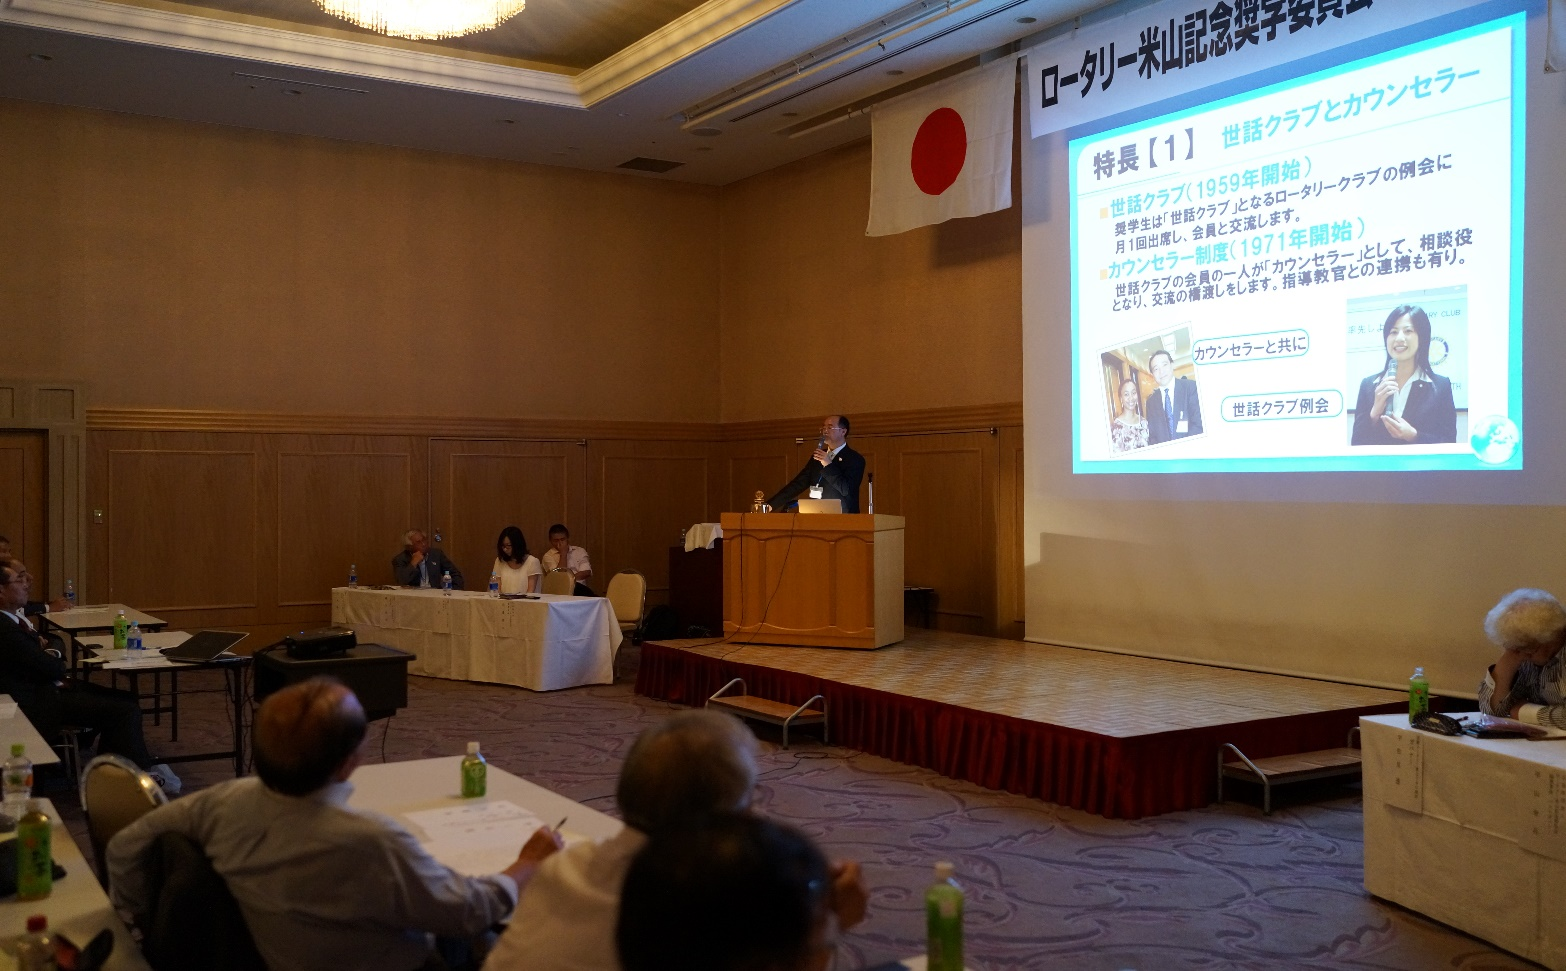 ロータリー米山記念奨学委員会
特長【1】 世話クラブとカウンセラー
世話クラブ(1959年開始)
奨学生は「世話クラブ」となるロータリークラブの例会に
月1回出席し、会員と交流します。
カウンセラー制度(1971年開始)
世話クラブの会員の一人が「カウンセラー」として、相談役
となり、交流の橋渡しをします。指導教官との連携も有り。
カウンセラーと共に
世話クラブ例会
RY CLUB